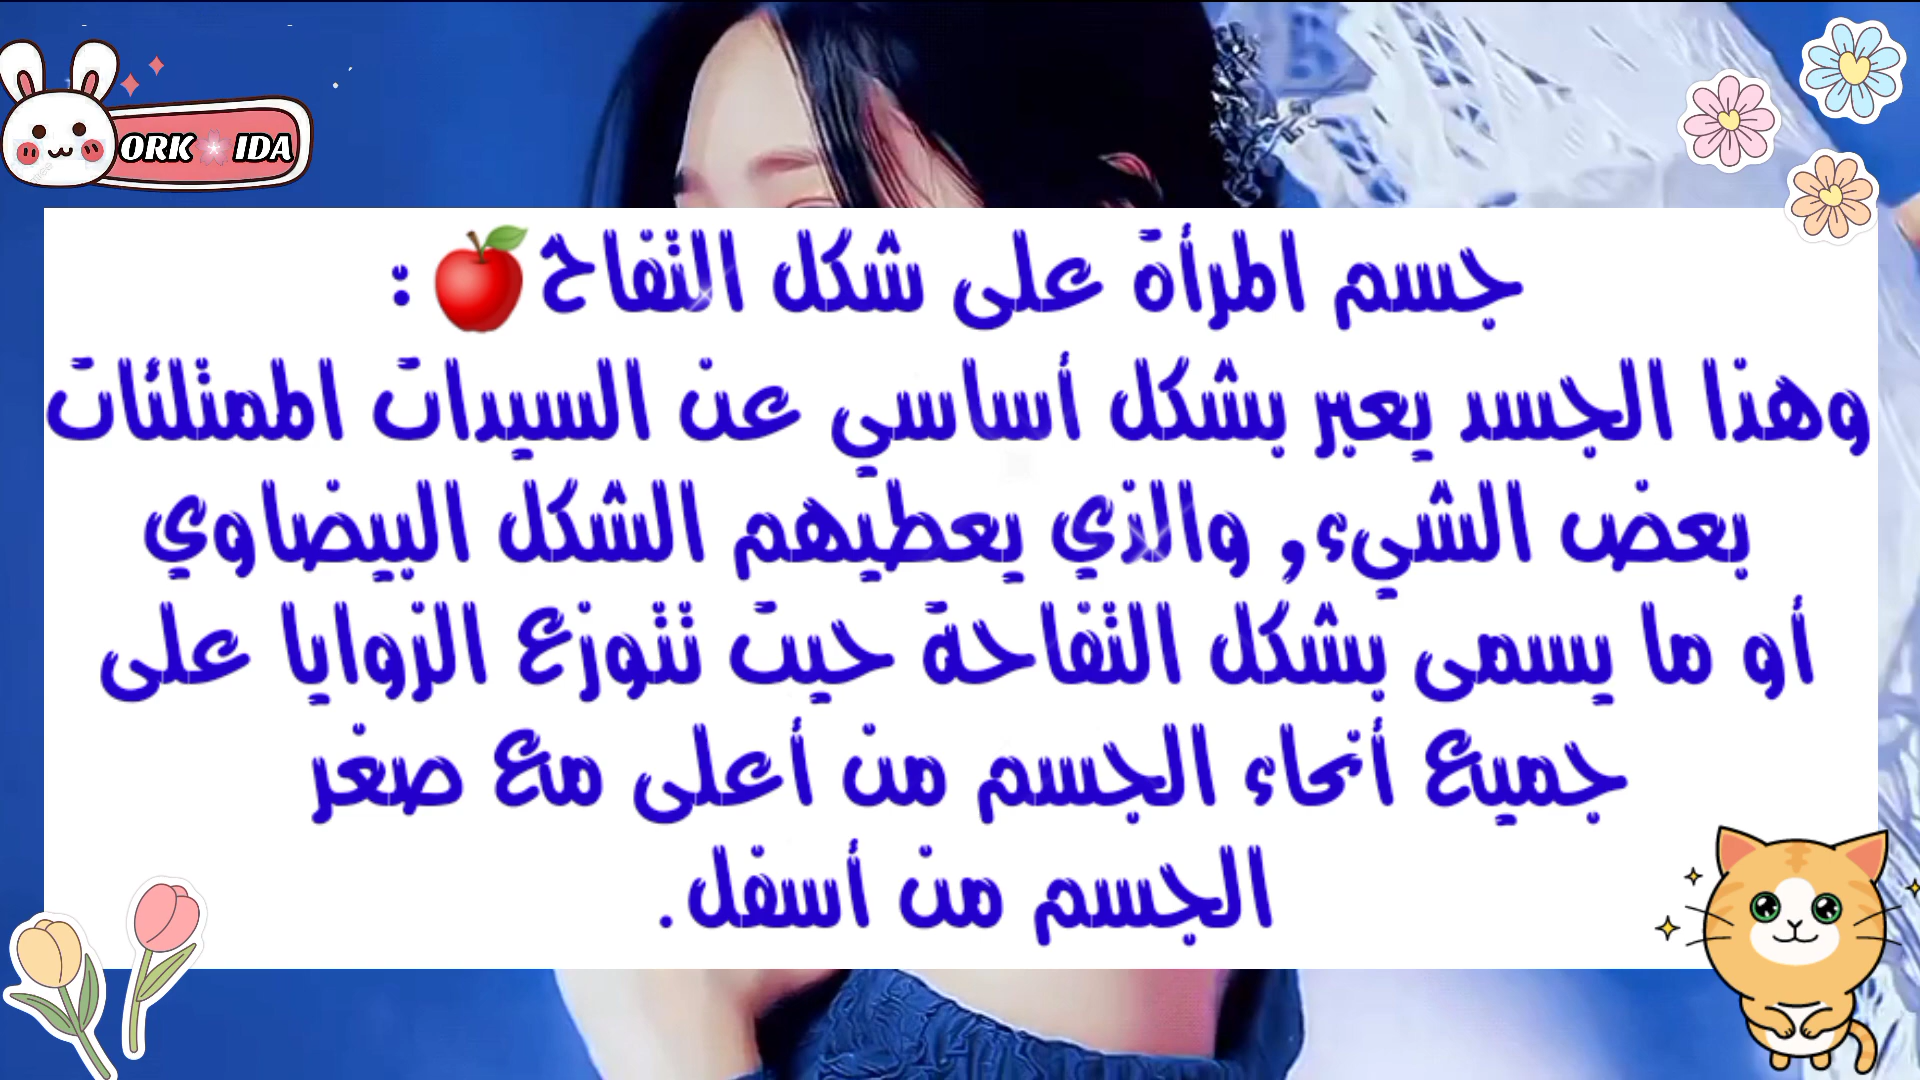 ORK IDA
جسم المرأة على شكل التفاح🍎 :
وهذا الجسد يعبر بشكل أساسي عن السيدات الممتلئات
بعض الشيء, والذي يعطيهم الشكل البيضاوي
أو ما يسمى بشكل التفاحة حيت تتوزع الزوايا على
جميع أنحاء الجسم من أعلى مع صغر
الجسم من أسفل.